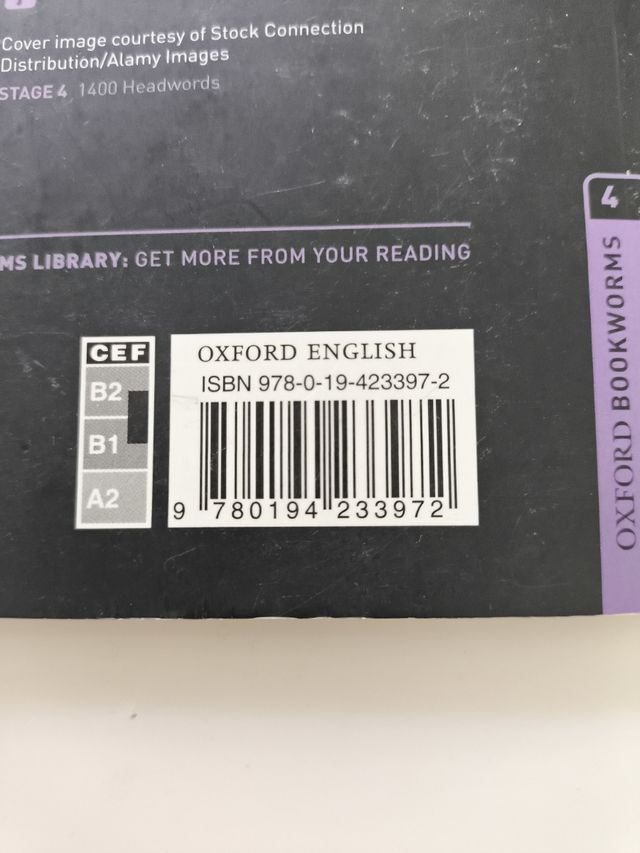 Cover image courtesy of Stock Connection
Distribution/Alamy Images
STAGE 4 1400 Headwords
MS LIBRARY: GET MORE FROM YOUR READING
4
OXFORD BOOKWORMS
CEF
B2
B1
A2
OXFORD ENGLISH
ISBN 978-0-19-423397-2
9 780194 233972